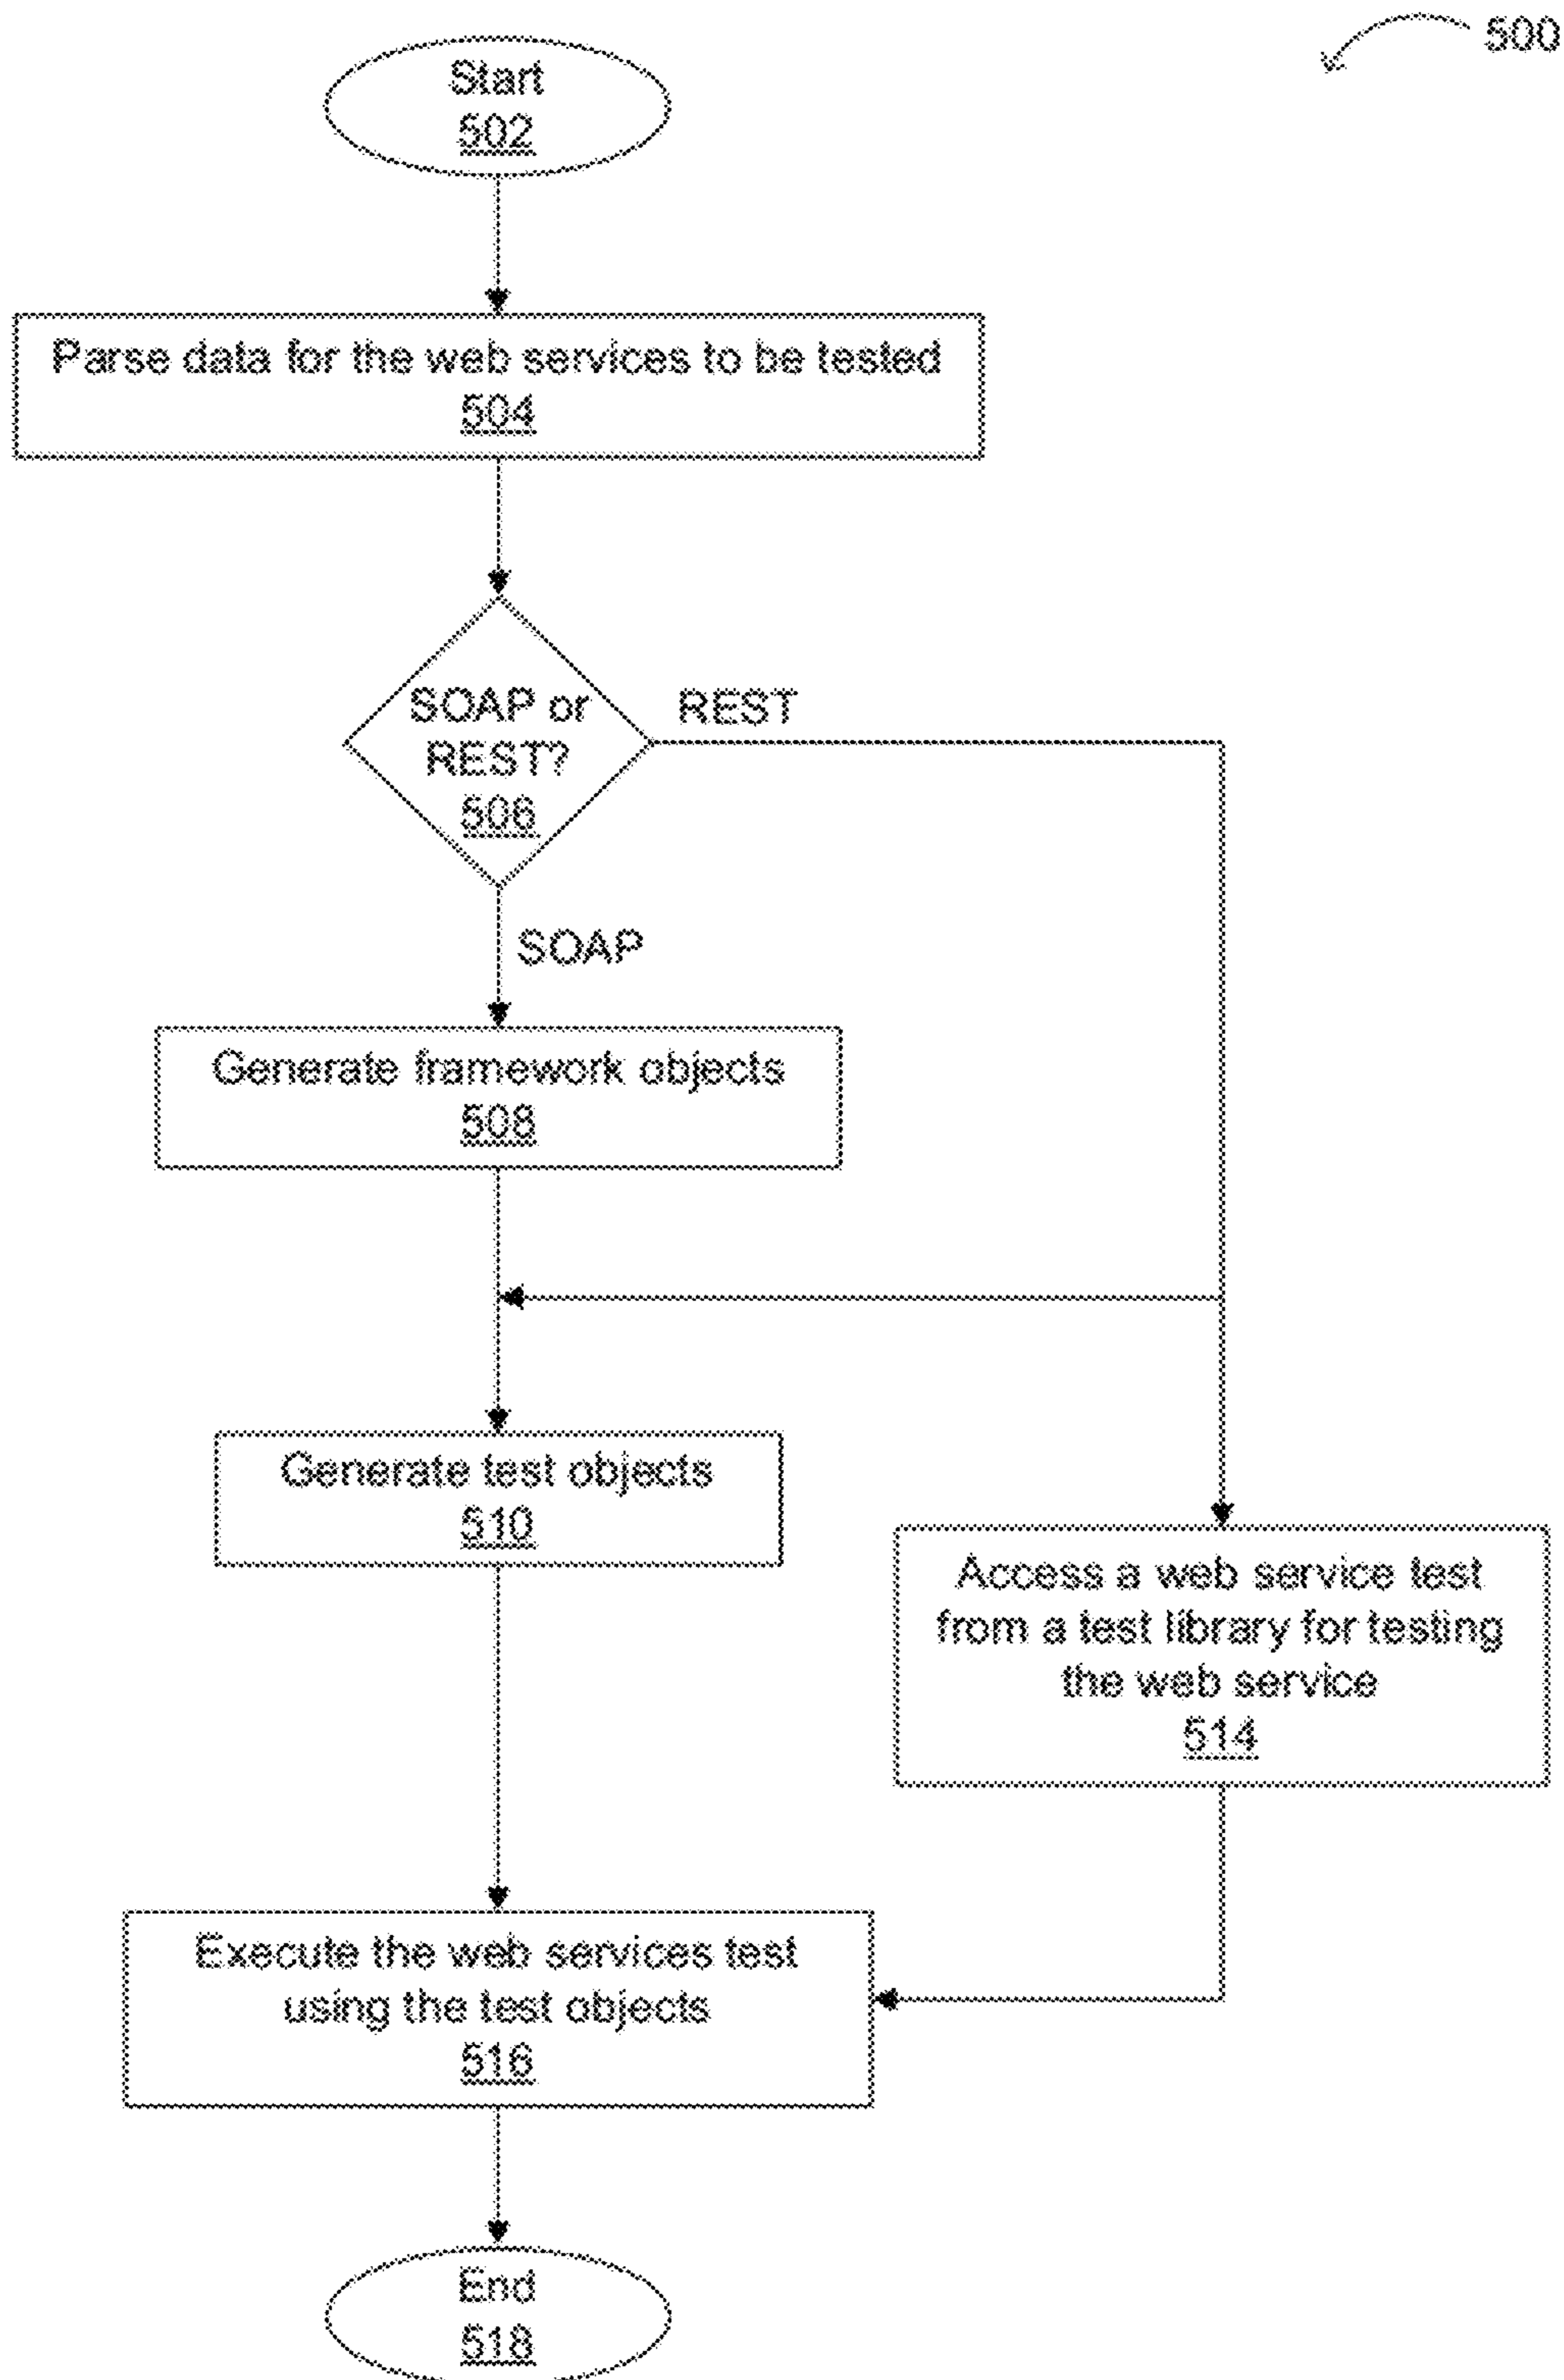 500
Start
502
Parse data for the web services to be tested
504
SOAP or
REST?
506
REST
SOAP
Generate framework objects
508
Generate test objects
510
Access a web service test
from a test library for testing
the web service
514
Execute the web services test
using the test objects
516
End
518